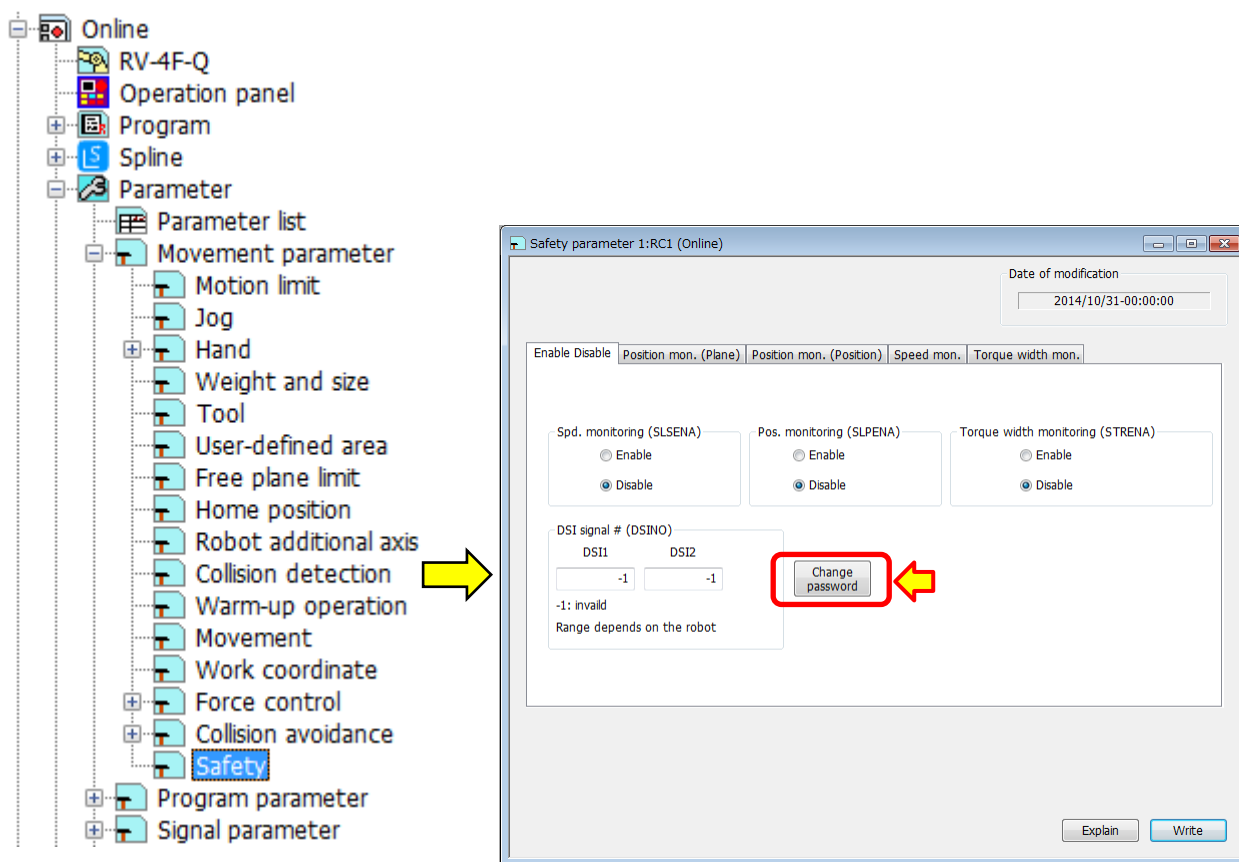 Online
RV-4F-Q
Operation panel
Program
Spline
Parameter
Parameter list
Movement parameter
Motion limit
Jog
Hand
Weight and size
Tool
User-defined area
Free plane limit
Home position
Robot additional axis
Collision detection
Warm-up operation
Movement
Work coordinate
Force control
Collision avoidance
Safety
Program parameter
Signal parameter
Safety parameter 1:RC1 (Online)
Date of modification
2014/10/31-00:00:00
Enable Disable Position mon. (Plane) Position mon. (Position) Speed mon. Torque width mon.
Spd. monitoring (SLSENA) Pos. monitoring (SLPENA) Torque width monitoring (STRENA)
Enable Enable Enable
Disable Disable Disable
DSI signal # (DSINO)
DSI1 DSI2
-1 -1
Change
password
-1: invaild
Range depends on the robot
Explain Write